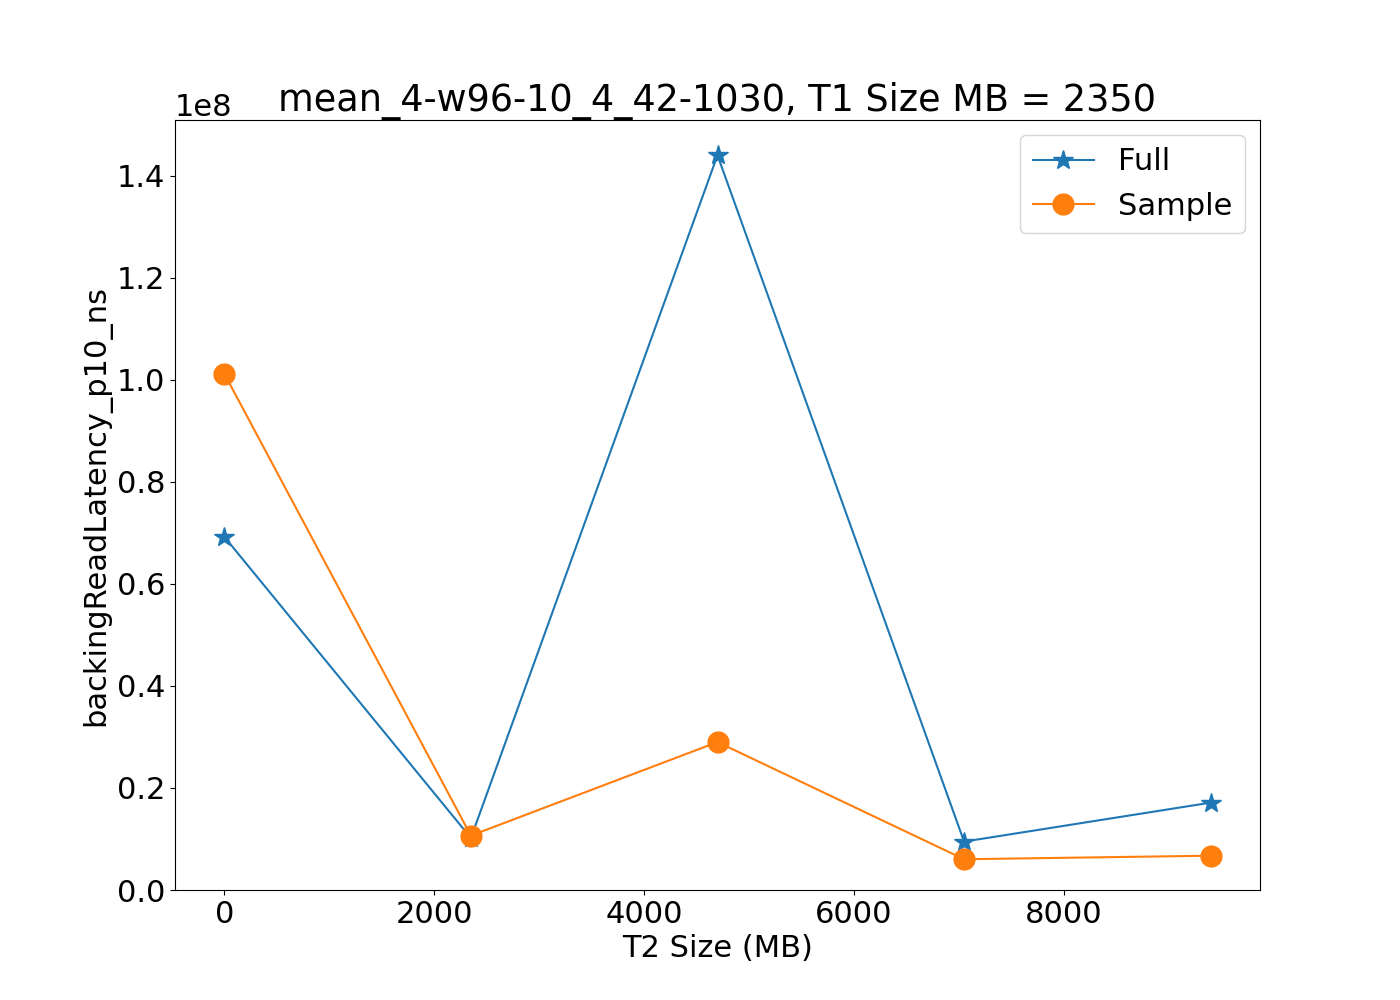 mean_4-w96-10_4_42-1030, T1 Size MB = 2350
1e8
Full
Sample
1.4
1.2
1.0
0.8
0.6
0.4
0.2
0.0
backingReadLatency_p10_ns
0 2000 4000 6000 8000
T2 Size (MB)